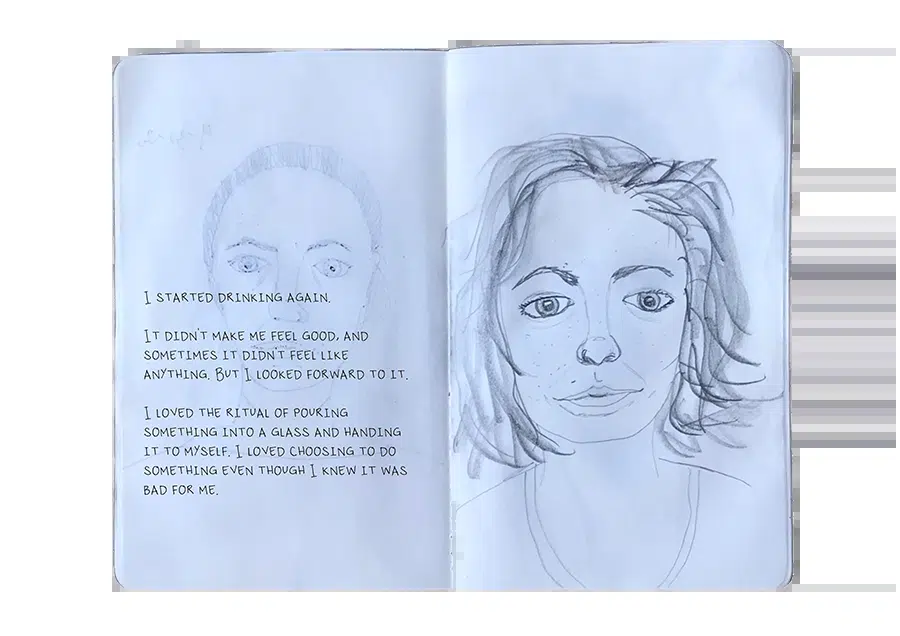 I STARTED DRINKING AGAIN.
IT DIDN'T MAKE ME FEEL GOOD, AND
SOMETIMES IT DIDN'T FEEL LIKE
ANYTHING. BUT I LOOKED FORWARD TO IT.
I LOVED THE RITUAL OF POURING
SOMETHING INTO A GLASS AND HANDING
IT TO MYSELF. I LOVED CHOOSING TO DO
SOMETHING EVEN THOUGH I KNEW IT WAS
BAD FOR ME.